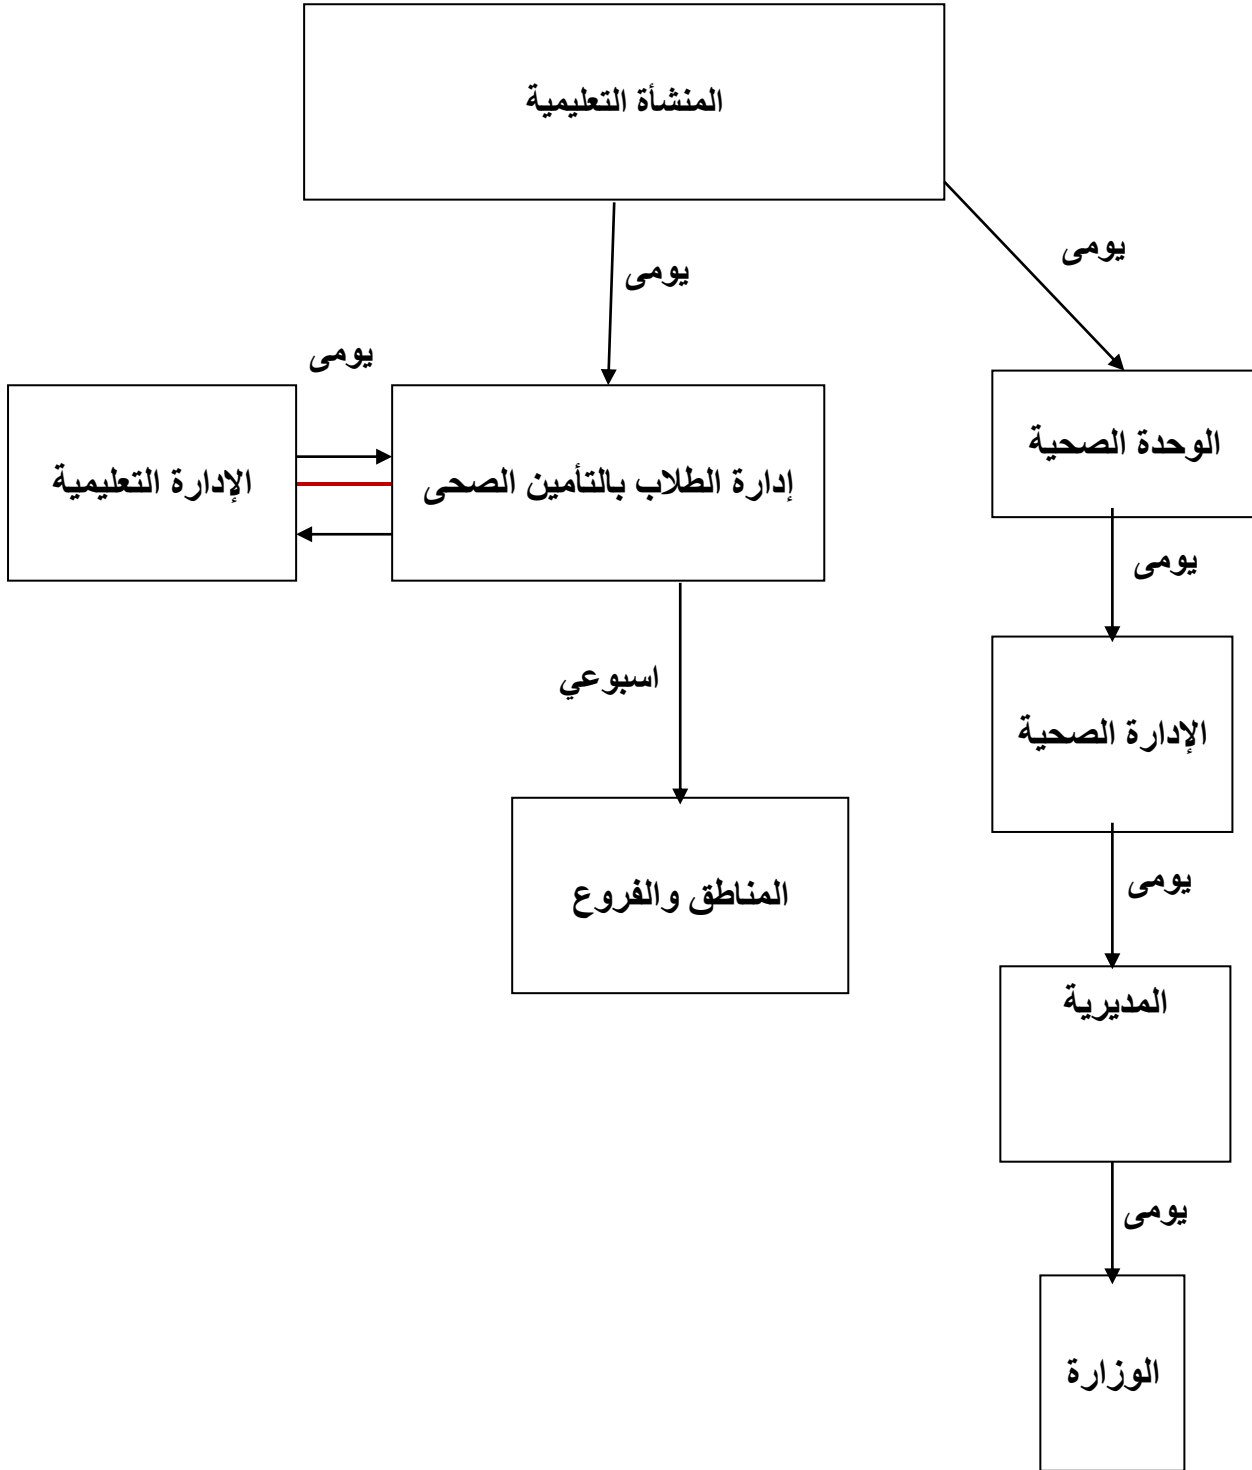 المنشأة التعليمية
يومى
يومى
يومى
الوحدة الصحية
إدارة الطلاب بالتأمين الصحى
الإدارة التعليمية
يومى
اسبوعي
الإدارة الصحية
يومى
المناطق والفروع
المديرية
يومى
الوزارة